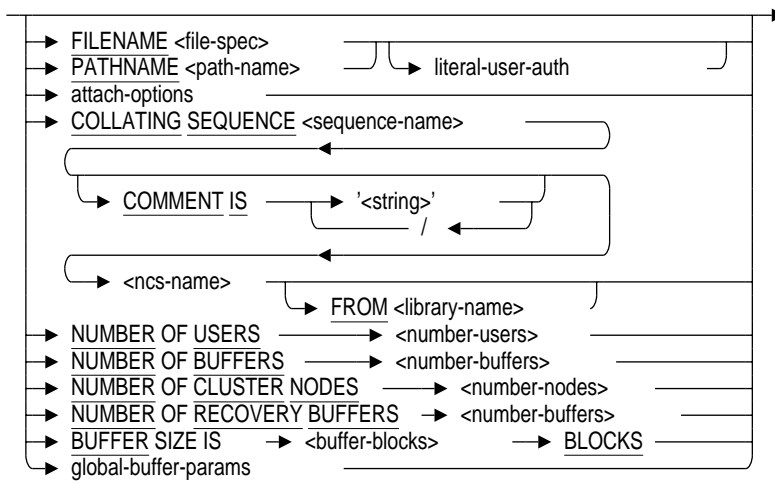 FILENAME <file-spec>
PATHNAME <path-name> literal-user-auth
attach-options
COLLATING SEQUENCE <sequence-name>
COMMENT IS '<string>'
/
<ncs-name>
FROM <library-name>
NUMBER OF USERS <number-users>
NUMBER OF BUFFERS <number-buffers>
NUMBER OF CLUSTER NODES <number-nodes>
NUMBER OF RECOVERY BUFFERS <number-buffers>
BUFFER SIZE IS <buffer-blocks> BLOCKS
global-buffer-params